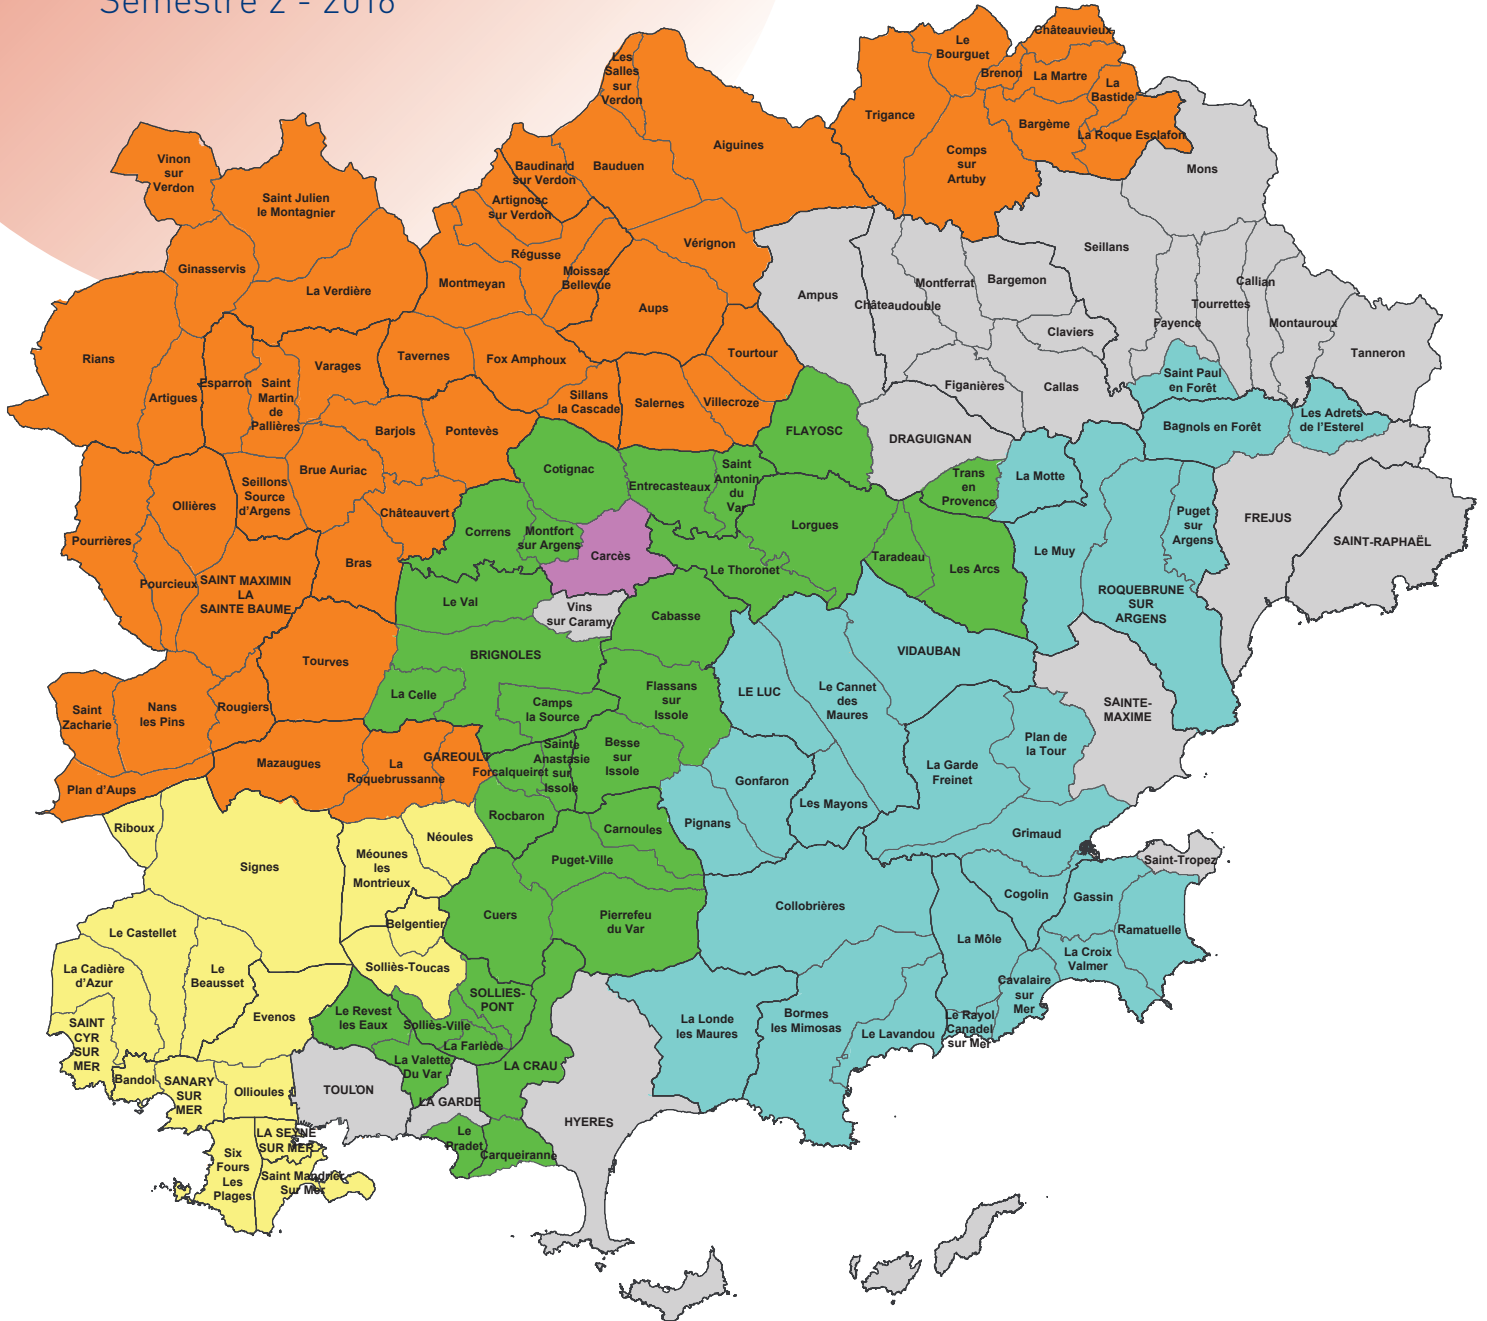 Semestre 2 - 2016
Châteauvieux
Le
Bourguet
Brenon
La Martre
La
Bastide
Les
Salles
sur
Verdon
Trigance
Bargème
La Roque Esclafon
Comps
sur
Artuby
Aiguines
Mons
Vinon
sur
Verdon
Baudinard
sur Verdon
Bauduen
Saint Julien
le Montagnier
Artignosc
sur Verdon
Vérignon
Seillans
Régusse
Ginasservis
Moissac
Bellevue
Montmeyan
La Verdière
Montferrat
Bargemon
Callian
Ampus
Châteaudouble
Tourrettes
Aups
Fayence
Montauroux
Claviers
Tanneron
Rians
Tavernes
Fox Amphoux
Tourtour
Varages
Saint Paul
en Forêt
Esparron
Saint
Martin
de
Pallières
Artigues
Figanières
Callas
Sillans
la Cascade
Salernes
Villecroze
Les Adrets
de l'Esterel
Bagnols en Forêt
Barjols
Pontevès
FLAYOSC
DRAGUIGNAN
Brue Auriac
Cotignac
Saint
Antonin
du
Var
Entrecasteaux
Trans
en
Provence
La Motte
Seillons
Source
d'Argens
Ollières
Châteauvert
Puget
sur
Argens
FREJUS
Lorgues
Correns
Montfort
sur Argens
Carcès
Pourrières
SAINT-RAPHAËL
Le Muy
Taradeau
Les Arcs
Bras
Le Thoronet
Pourcieux
SAINT MAXIMIN
LA
SAINTE BAUME
ROQUEBRUNE
SUR
ARGENS
Le Val
Vins
sur Caramy
Cabasse
Tourves
BRIGNOLES
VIDAUBAN
La Celle
Flassans
sur
Issole
LE LUC
Le Cannet
des
Maures
SAINTE-
MAXIME
Saint
Zacharie
Nans
les Pins
Rougiers
Camps
la Source
Plan de
la Tour
Mazaugues
La
Roquebrussanne
GAREOULT
Forcalqueiret
Sainte
Anastasie
sur
Issole
Besse
sur
Issole
La Garde
Freinet
Plan d'Aups
Gonfaron
Les Mayons
Riboux
Rocbaron
Carnoules
Pignans
Néoules
Grimaud
Signes
Méounes
les
Montrieux
Puget-Ville
Saint-Tropez
Cogolin
Gassin
Collobrières
Cuers
Pierrefeu
du Var
Belgentier
Ramatuelle
Le Castellet
La Môle
La Croix
Valmer
La Cadière
d'Azur
Le
Beausset
Solliès-Toucas
Cavalaire
sur
Mer
SOLLIES-
PONT
Evenos
Le Revest
les Eaux
Solliès-Ville
La Londe
les Maures
Bormes
les Mimosas
Le Rayol
Canadel
sur Mer
Le Lavandou
SAINT
CYR
SUR
MER
La Farlède
La Valette
Du Var
LA CRAU
Bandol
SANARY
SUR
MER
Ollioules
TOULON
LA GARDE
HYERES
LA SEYNE
SUR MER
Le
Pradet
Carqueiranne
Six
Fours
Les
Plages
Saint Mandrier
Sur Mer